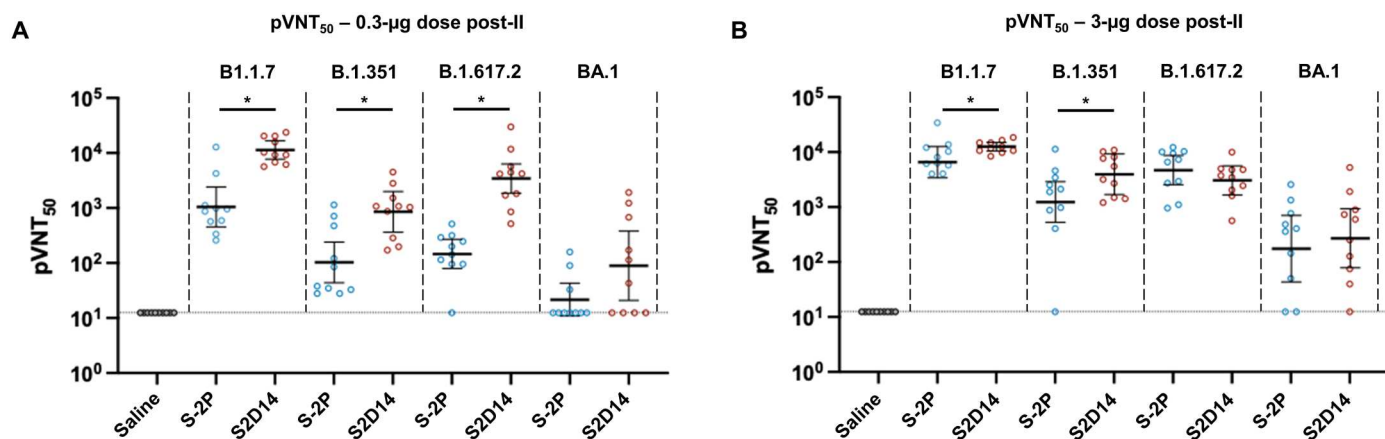 A
pVNT50 – 0.3-µg dose post-II
B1.1.7
B.1.351
B.1.617.2
BA.1
*
*
*
pVNT50
10^5
10^4
10^3
10^2
10^1
10^0
Saline
S-2P
S2D14
S-2P
S2D14
S-2P
S2D14
S-2P
S2D14
B
pVNT50 – 3-µg dose post-II
B1.1.7
B.1.351
B.1.617.2
BA.1
*
*
pVNT50
10^5
10^4
10^3
10^2
10^1
10^0
Saline
S-2P
S2D14
S-2P
S2D14
S-2P
S2D14
S-2P
S2D14